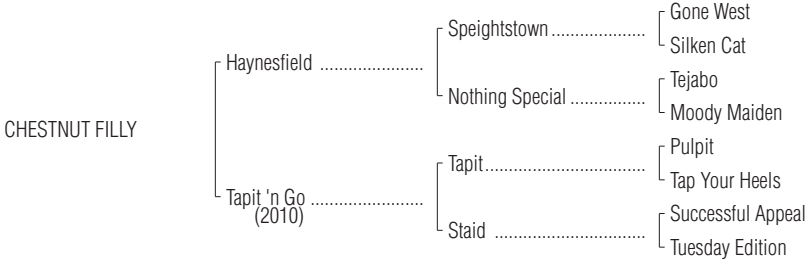 Gone West
Speightstown ....................
Silken Cat
Haynesfield ......................
Tejabo
Nothing Special ................
Moody Maiden
CHESTNUT FILLY
Pulpit
Tapit..................................
Tap Your Heels
Tapit 'n Go ........................
(2010)
Successful Appeal
Staid ................................
Tuesday Edition